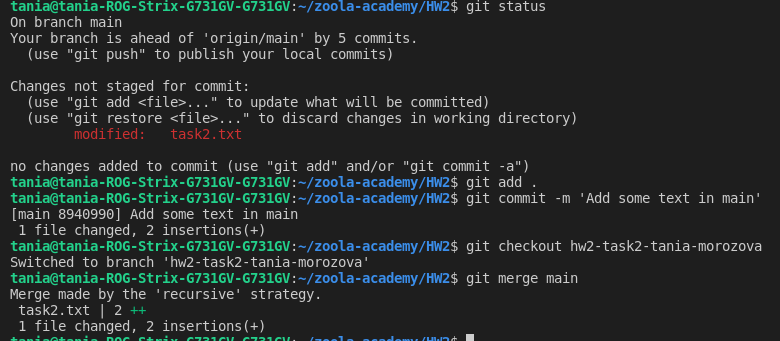 tania@tania-ROG-Strix-G731GV-G731GV:~/zoola-academy/HW2$ git status
On branch main
Your branch is ahead of 'origin/main' by 5 commits.
  (use "git push" to publish your local commits)

Changes not staged for commit:
  (use "git add <file>..." to update what will be committed)
  (use "git restore <file>..." to discard changes in working directory)
        modified:   task2.txt

no changes added to commit (use "git add" and/or "git commit -a")
tania@tania-ROG-Strix-G731GV-G731GV:~/zoola-academy/HW2$ git add .
tania@tania-ROG-Strix-G731GV-G731GV:~/zoola-academy/HW2$ git commit -m 'Add some text in main'
[main 8940990] Add some text in main
 1 file changed, 2 insertions(+)
tania@tania-ROG-Strix-G731GV-G731GV:~/zoola-academy/HW2$ git checkout hw2-task2-tania-morozova
Switched to branch 'hw2-task2-tania-morozova'
tania@tania-ROG-Strix-G731GV-G731GV:~/zoola-academy/HW2$ git merge main
Merge made by the 'recursive' strategy.
 task2.txt | 2 ++
 1 file changed, 2 insertions(+)
tania@tania-ROG-Strix-G731GV-G731GV:~/zoola-academy/HW2$